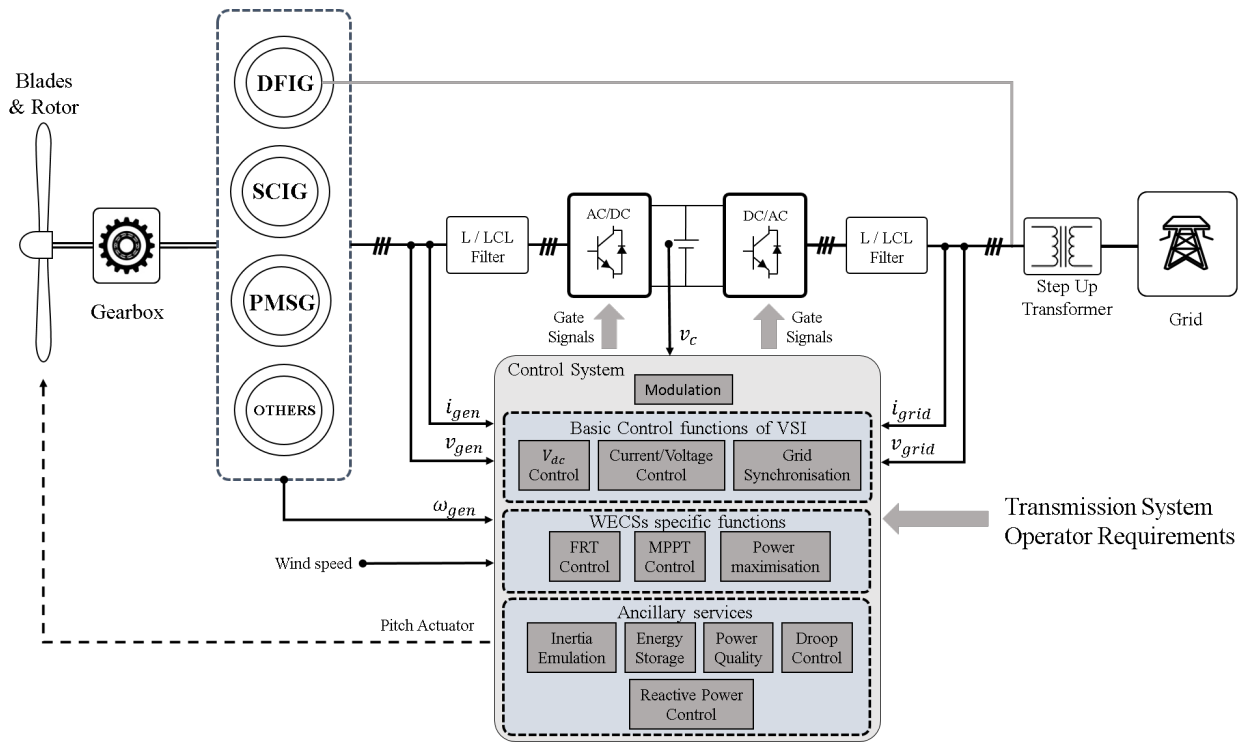 Blades
& Rotor
Gearbox
DFIG
SCIG
PMSG
OTHERS
L / LCL
Filter
AC/DC
DC/AC
L / LCL
Filter
Step Up
Transformer
Grid
Gate
Signals
v_c
Gate
Signals
i_gen
v_gen
ω_gen
Wind speed
Pitch Actuator
i_grid
v_grid
Transmission System
Operator Requirements
Control System
Modulation
Basic Control functions of VSI
V_dc
Control
Current/Voltage
Control
Grid
Synchronisation
WECSs specific functions
FRT
Control
MPPT
Control
Power
maximisation
Ancillary services
Inertia
Emulation
Energy
Storage
Power
Quality
Droop
Control
Reactive Power
Control